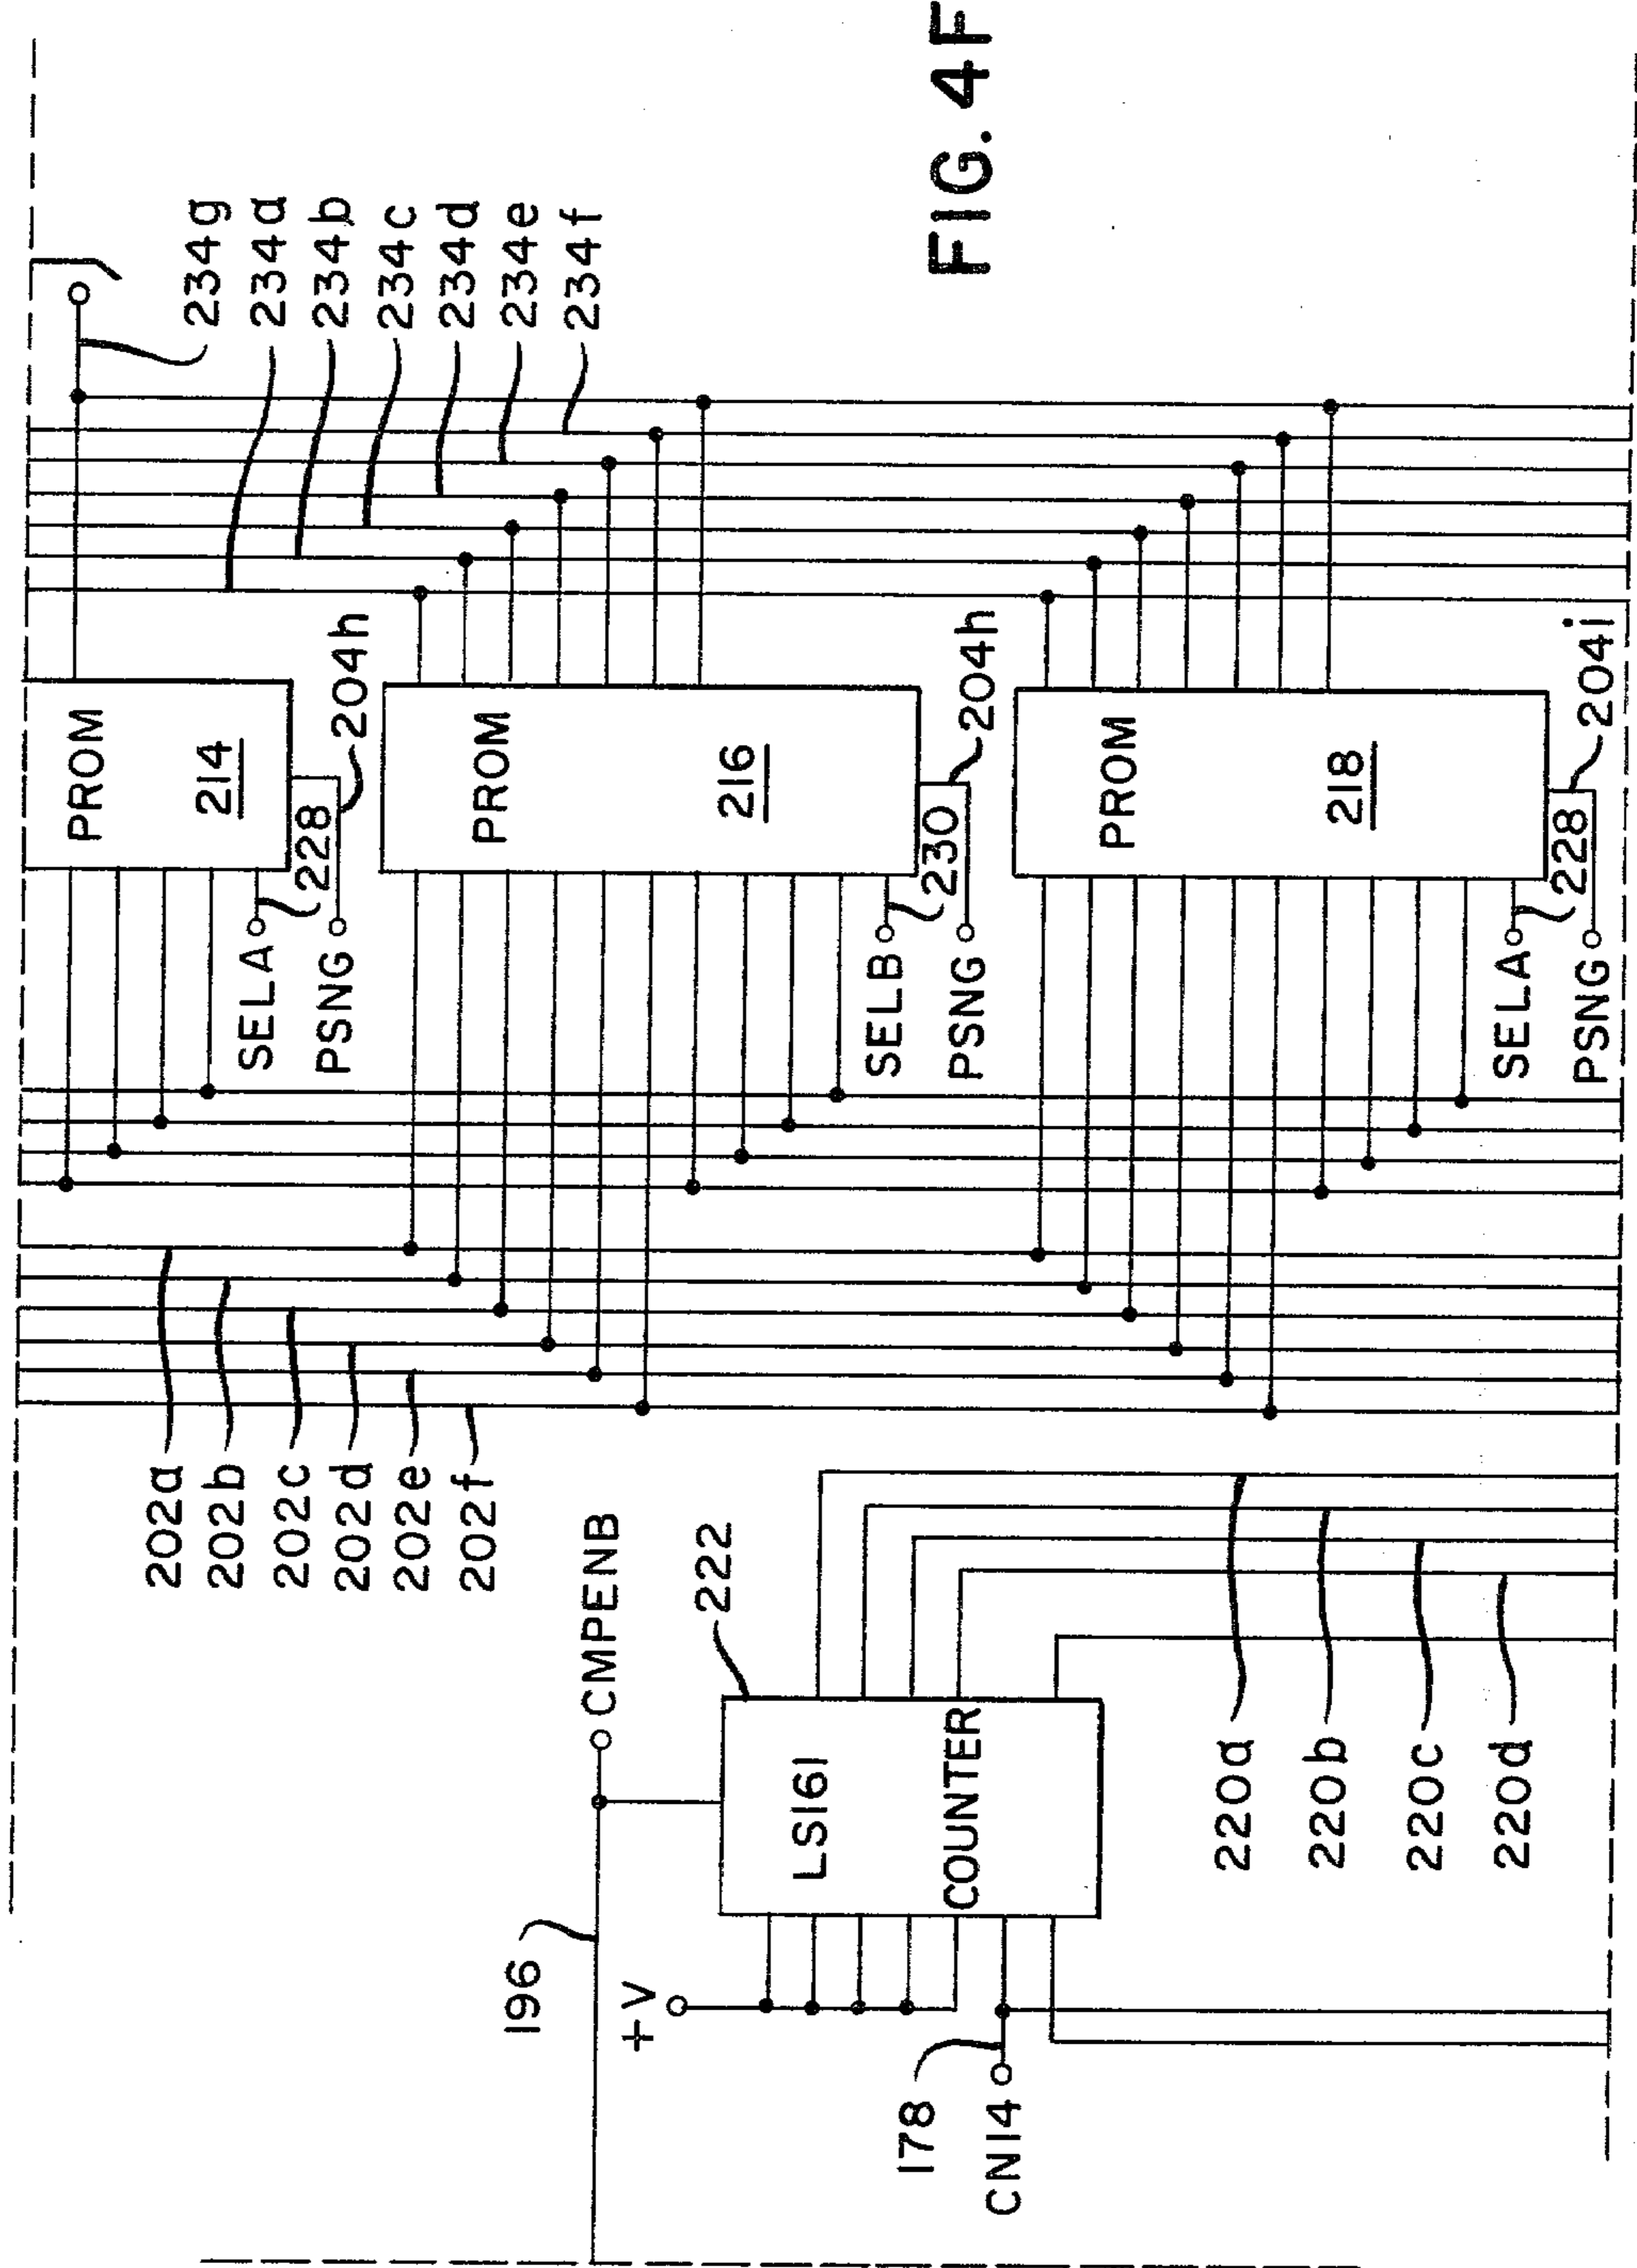 234g
234a
234b
234c
234d
234e
234f
FIG. 4F
PROM
214
228
204h
SELA
PSNG
PROM
216
230
204h
SELB
PSNG
PROM
218
228
204i
SELA
PSNG
202a
202b
202c
202d
202e
202f
CMPENB
222
196
+V
LS161
COUNTER
178
CN14
220a
220b
220c
220d